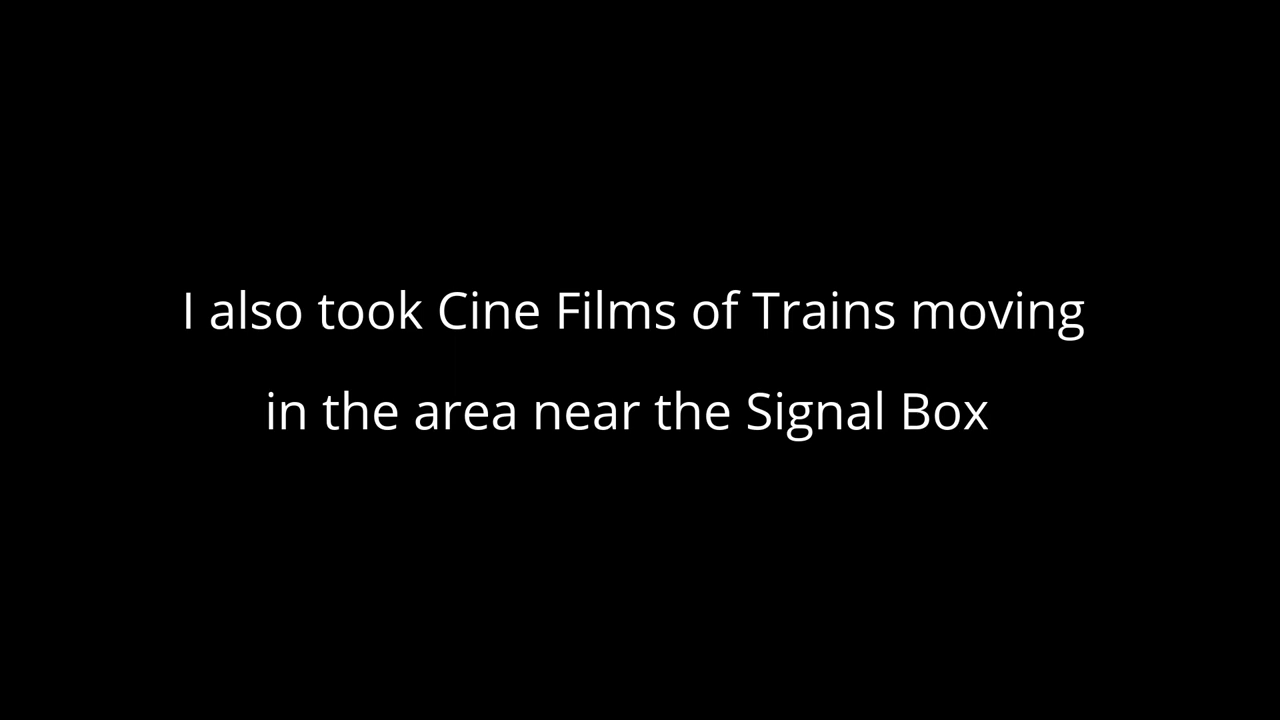 I also took Cine Films of Trains moving
in the area near the Signal Box